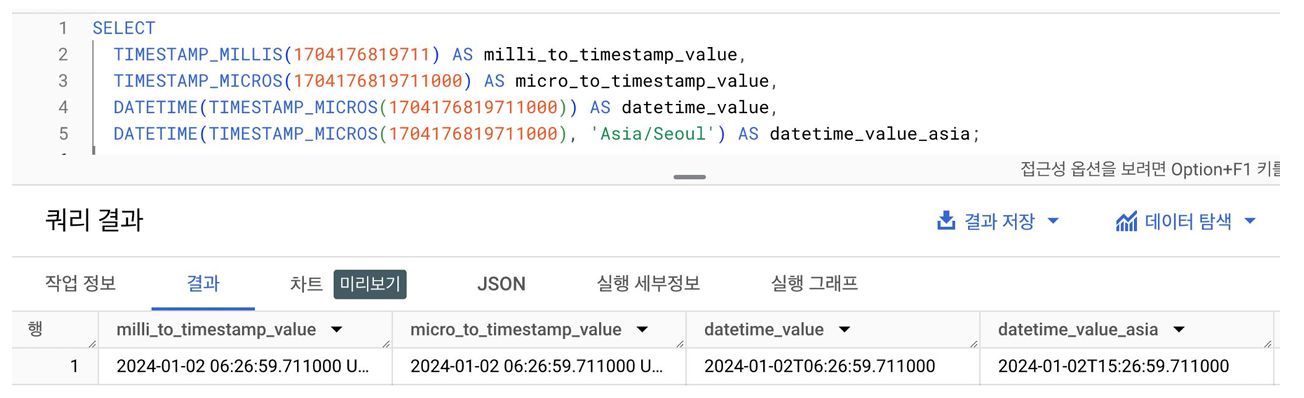 1 SELECT
2 TIMESTAMP_MILLIS(1704176819711) AS milli_to_timestamp_value,
3 TIMESTAMP_MICROS(1704176819711000) AS micro_to_timestamp_value,
4 DATETIME(TIMESTAMP_MICROS(1704176819711000)) AS datetime_value,
5 DATETIME(TIMESTAMP_MICROS(1704176819711000), 'Asia/Seoul') AS datetime_value_asia;
접근성 옵션을 보려면 Option+F1 키를
쿼리 결과 결과 저장 데이터 탐색
작업 정보 결과 차트 미리보기 JSON 실행 세부정보 실행 그래프
행 milli_to_timestamp_value micro_to_timestamp_value datetime_value datetime_value_asia
1 2024-01-02 06:26:59.711000 U... 2024-01-02 06:26:59.711000 U... 2024-01-02T06:26:59.711000 2024-01-02T15:26:59.711000